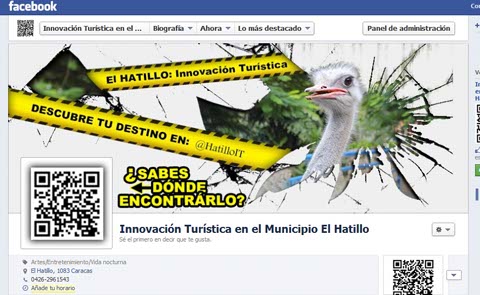 facebook
Innovación Turística en el ...
Biografía
Ahora
Lo más destacado
Panel de administración
El HATILLO: Innovación Turística
DESCUBRE TU DESTINO EN: @HatilloIT
¿SABES
DÓNDE
ENCONTRÁRLO?
Innovación Turística en el Municipio El Hatillo
Sé el primero en decir que te gusta.
Artes/Entretenimiento/Vida nocturna
El Hatillo, 1083 Caracas
0426-2961543
Añade tu horario